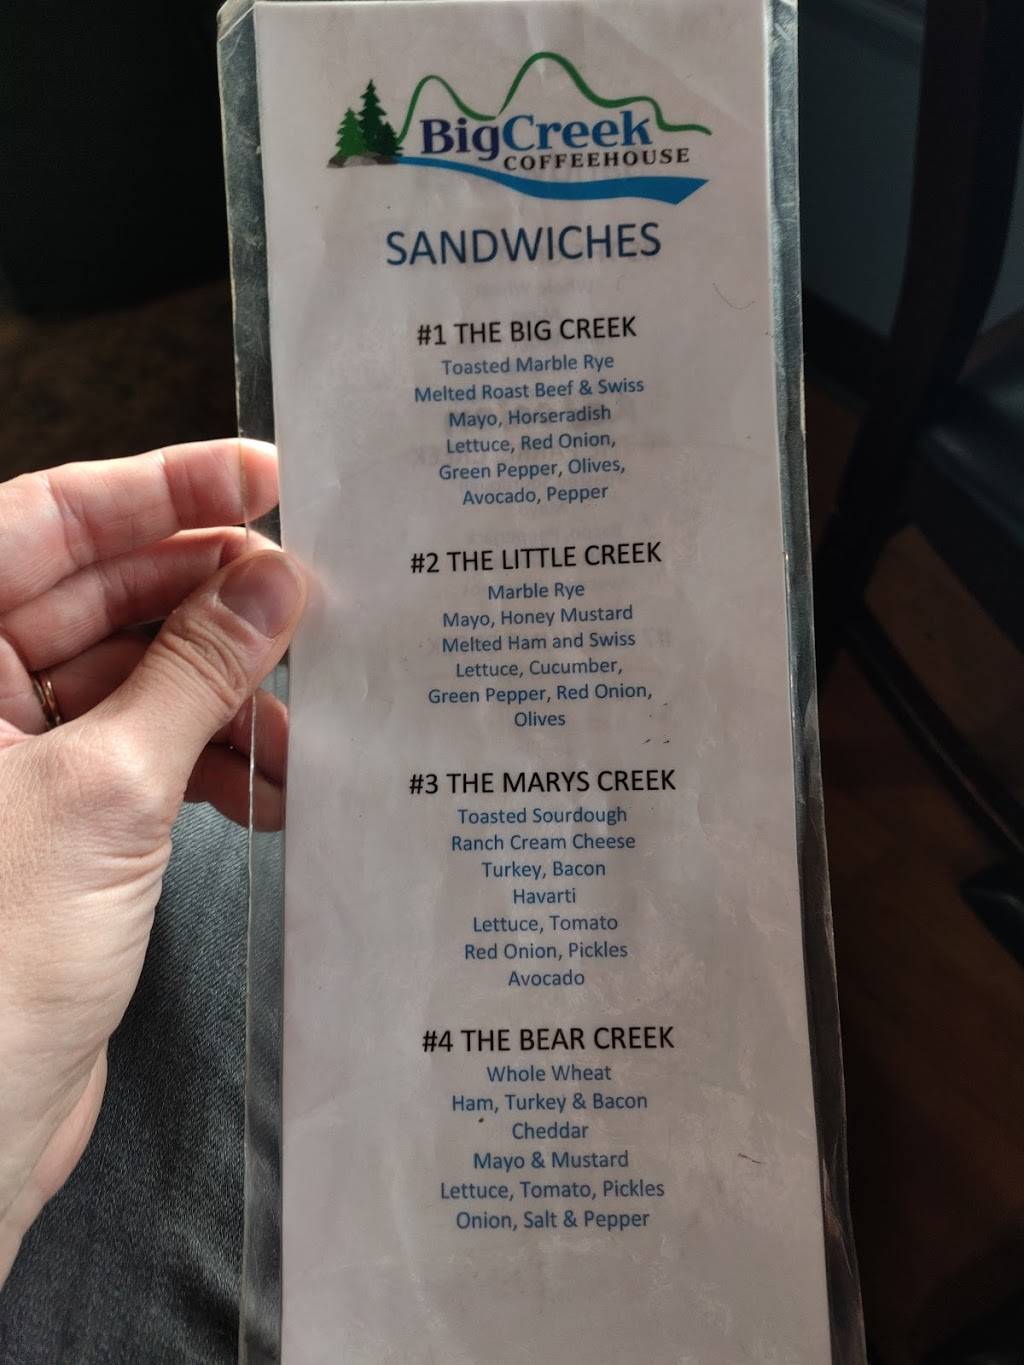 BigCreek
COFFEEHOUSE
SANDWICHES
#1 THE BIG CREEK
Toasted Marble Rye
Melted Roast Beef & Swiss
Mayo, Horseradish
Lettuce, Red Onion,
Green Pepper, Olives,
Avocado, Pepper
#2 THE LITTLE CREEK
Marble Rye
Mayo, Honey Mustard
Melted Ham and Swiss
Lettuce, Cucumber,
Green Pepper, Red Onion,
Olives
#3 THE MARYS CREEK
Toasted Sourdough
Ranch Cream Cheese
Turkey, Bacon
Havarti
Lettuce, Tomato
Red Onion, Pickles
Avocado
#4 THE BEAR CREEK
Whole Wheat
Ham, Turkey & Bacon
Cheddar
Mayo & Mustard
Lettuce, Tomato, Pickles
Onion, Salt & Pepper